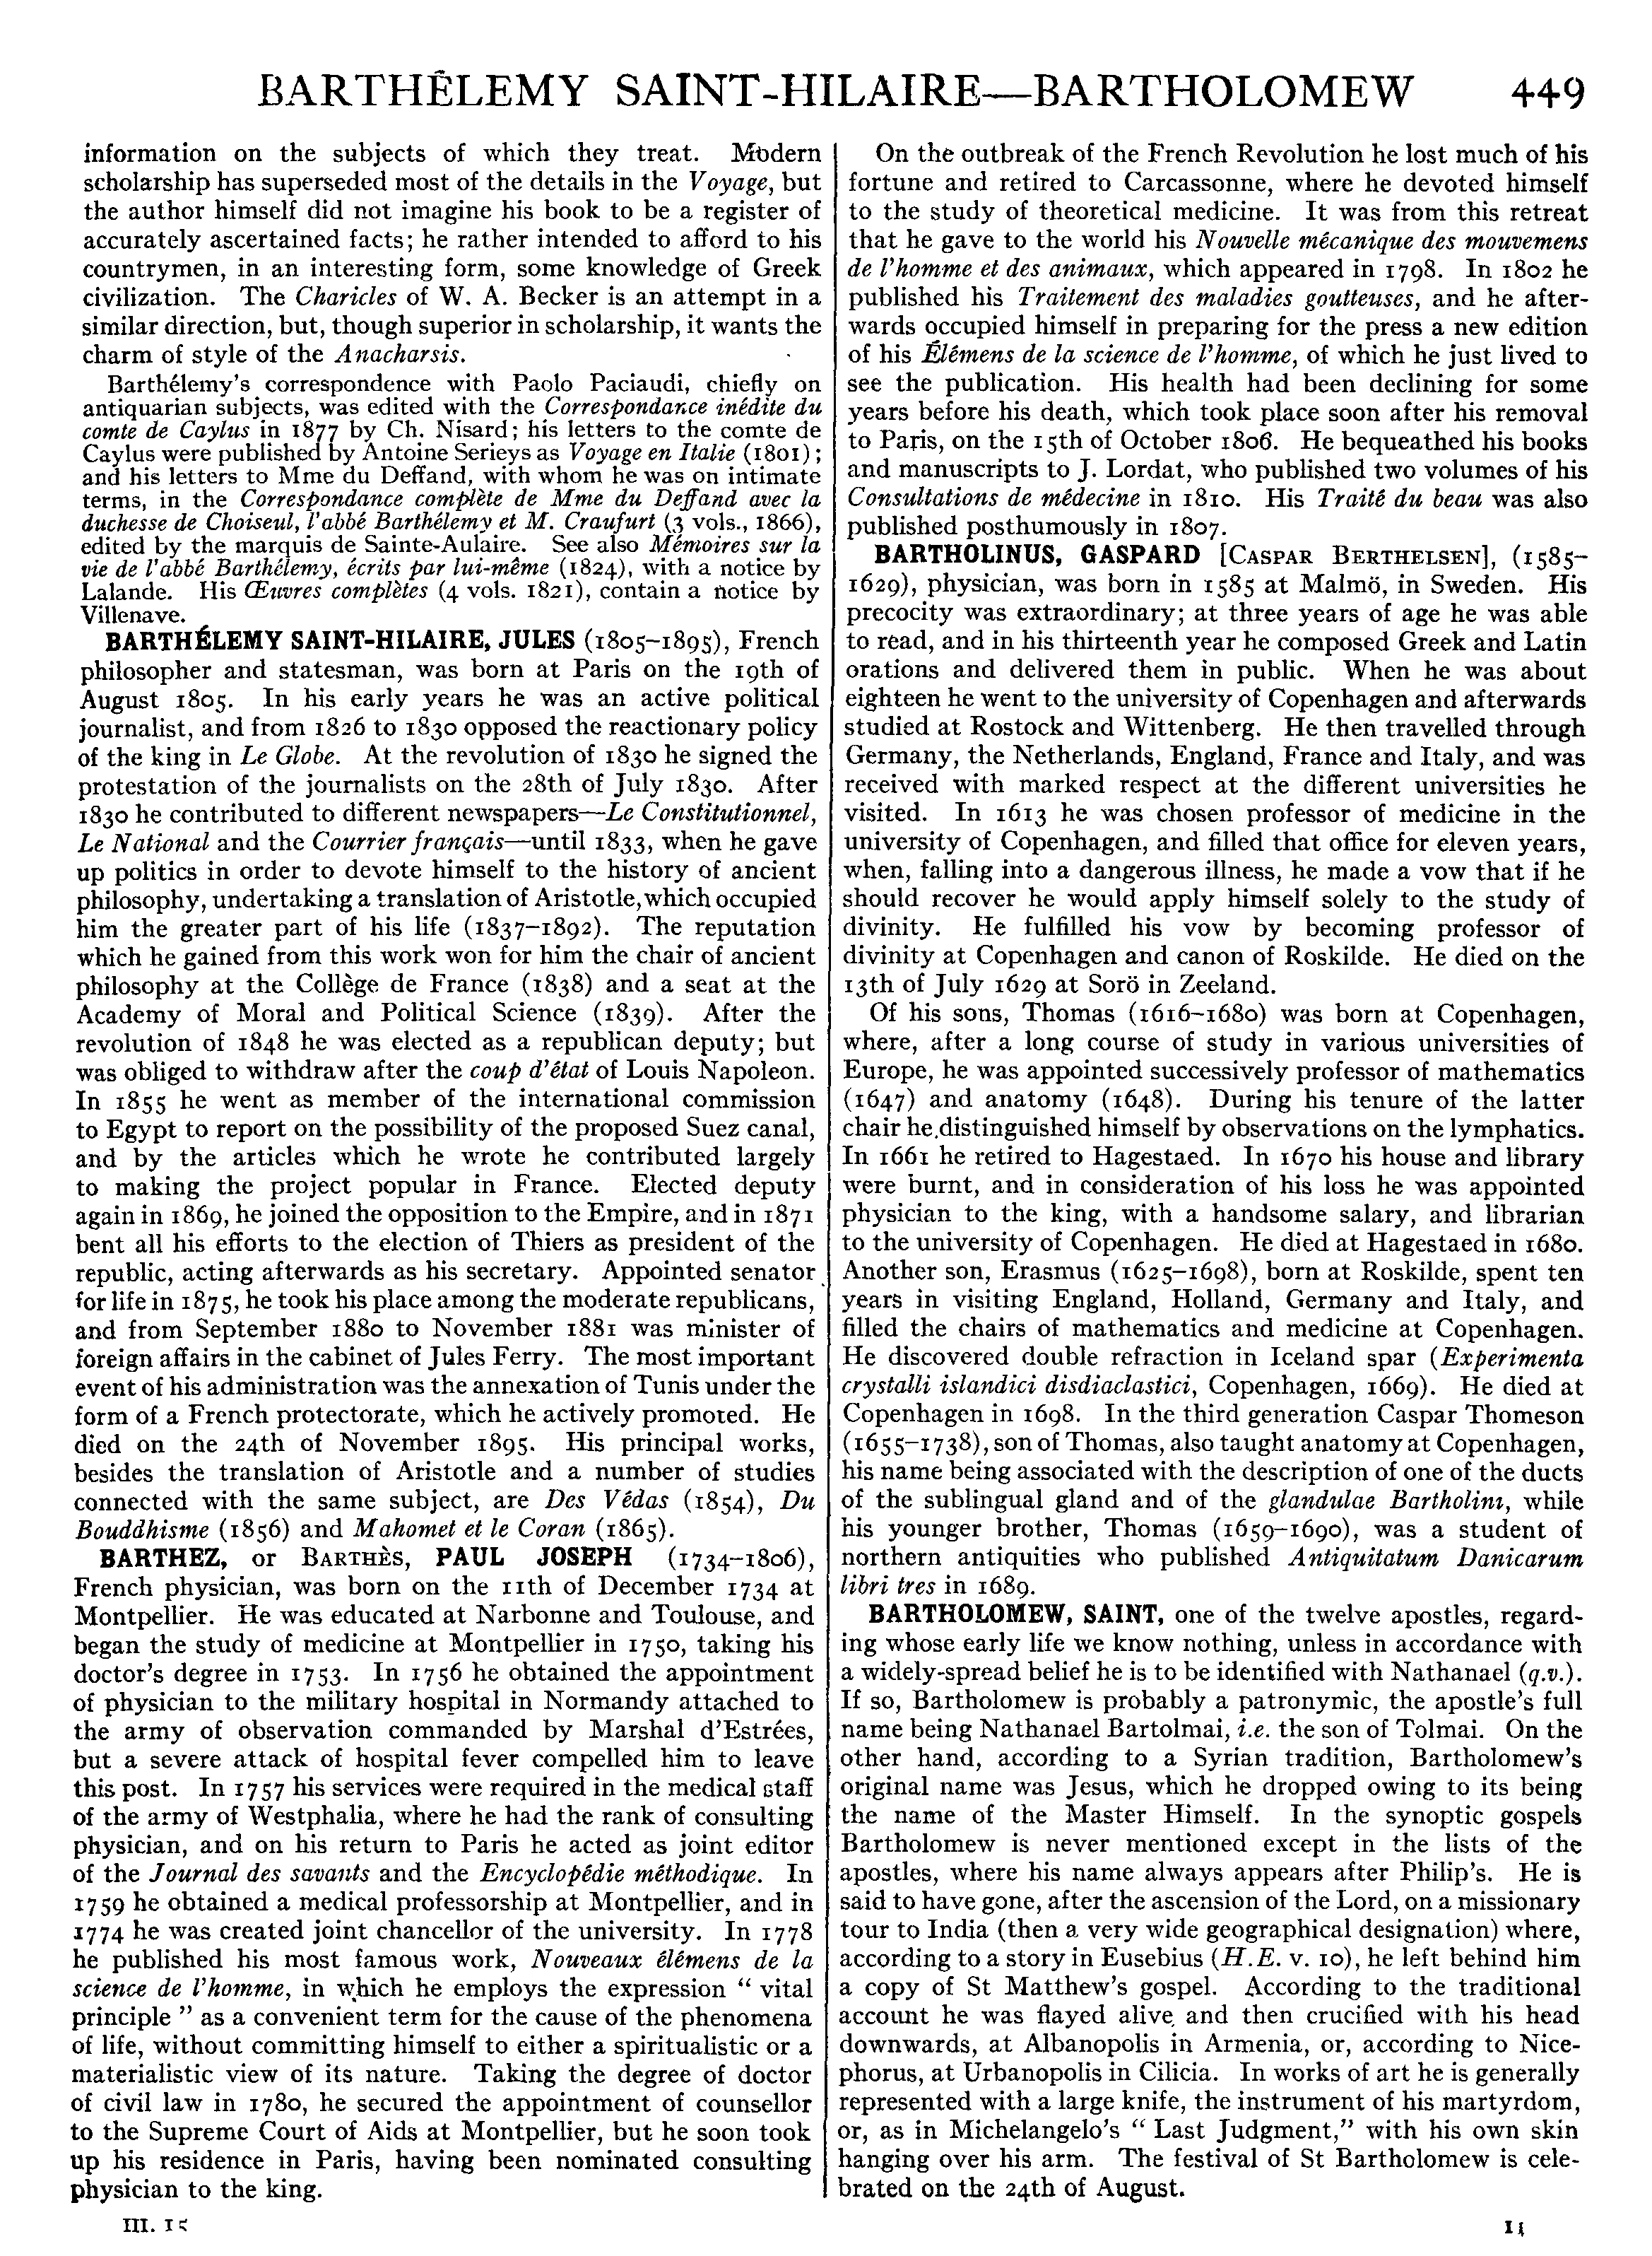 BARTHÉLEMY SAINT-HILAIRE—BARTHOLOMEW 449
information on the subjects of which they treat. Modern
scholarship has superseded most of the details in the Voyage, but
the author himself did not imagine his book to be a register of
accurately ascertained facts; he rather intended to afford to his
countrymen, in an interesting form, some knowledge of Greek
civilization. The Charicles of W. A. Becker is an attempt in a
similar direction, but, though superior in scholarship, it wants the
charm of style of the Anacharsis.
Barthélemy's correspondence with Paolo Paciaudi, chiefly on
antiquarian subjects, was edited with the Correspondance inédite du
comte de Caylus in 1877 by Ch. Nisard; his letters to the comte de
Caylus were published by Antoine Serieys as Voyage en Italie (1801);
and his letters to Mme du Deffand, with whom he was on intimate
terms, in the Correspondance complète de Mme du Deffand avec la
duchesse de Choiseul, l'abbé Barthélemy et M. Craufurt (3 vols., 1866),
edited by the marquis de Sainte-Aulaire. See also Mémoires sur la
vie de l'abbé Barthélemy, écrits par lui-même (1824), with a notice by
Lalande. His Œuvres complètes (4 vols. 1821), contain a notice by
Villenave.
BARTHÉLEMY SAINT-HILAIRE, JULES (1805–1895), French
philosopher and statesman, was born at Paris on the 19th of
August 1805. In his early years he was an active political
journalist, and from 1826 to 1830 opposed the reactionary policy
of the king in Le Globe. At the revolution of 1830 he signed the
protestation of the journalists on the 28th of July 1830. After
1830 he contributed to different newspapers—Le Constitutionnel,
Le National and the Courrier français—until 1833, when he gave
up politics in order to devote himself to the history of ancient
philosophy, undertaking a translation of Aristotle, which occupied
him the greater part of his life (1837–1892). The reputation
which he gained from this work won for him the chair of ancient
philosophy at the Collège de France (1838) and a seat at the
Academy of Moral and Political Science (1839). After the
revolution of 1848 he was elected as a republican deputy; but
was obliged to withdraw after the coup d'état of Louis Napoleon.
In 1855 he went as member of the international commission
to Egypt to report on the possibility of the proposed Suez canal,
and by the articles which he wrote he contributed largely
to making the project popular in France. Elected deputy
again in 1869, he joined the opposition to the Empire, and in 1871
bent all his efforts to the election of Thiers as president of the
republic, acting afterwards as his secretary. Appointed senator
for life in 1875, he took his place among the moderate republicans,
and from September 1880 to November 1881 was minister of
foreign affairs in the cabinet of Jules Ferry. The most important
event of his administration was the annexation of Tunis under the
form of a French protectorate, which he actively promoted. He
died on the 24th of November 1895. His principal works,
besides the translation of Aristotle and a number of studies
connected with the same subject, are Des Védas (1854), Du
Bouddhisme (1856) and Mahomet et le Coran (1865).
BARTHEZ, or BARTHÈS, PAUL JOSEPH (1734–1806),
French physician, was born on the 11th of December 1734 at
Montpellier. He was educated at Narbonne and Toulouse, and
began the study of medicine at Montpellier in 1750, taking his
doctor's degree in 1753. In 1756 he obtained the appointment
of physician to the military hospital in Normandy attached to
the army of observation commanded by Marshal d'Estrées,
but a severe attack of hospital fever compelled him to leave
this post. In 1757 his services were required in the medical staff
of the army of Westphalia, where he had the rank of consulting
physician, and on his return to Paris he acted as joint editor
of the Journal des savants and the Encyclopédie méthodique. In
1759 he obtained a medical professorship at Montpellier, and in
1774 he was created joint chancellor of the university. In 1778
he published his most famous work, Nouveaux élémens de la
science de l'homme, in which he employs the expression “ vital
principle ” as a convenient term for the cause of the phenomena
of life, without committing himself to either a spiritualistic or a
materialistic view of its nature. Taking the degree of doctor
of civil law in 1780, he secured the appointment of counsellor
to the Supreme Court of Aids at Montpellier, but he soon took
up his residence in Paris, having been nominated consulting
physician to the king.
On the outbreak of the French Revolution he lost much of his
fortune and retired to Carcassonne, where he devoted himself
to the study of theoretical medicine. It was from this retreat
that he gave to the world his Nouvelle mécanique des mouvemens
de l'homme et des animaux, which appeared in 1798. In 1802 he
published his Traitement des maladies goutteuses, and he after-
wards occupied himself in preparing for the press a new edition
of his Élémens de la science de l'homme, of which he just lived to
see the publication. His health had been declining for some
years before his death, which took place soon after his removal
to Paris, on the 15th of October 1806. He bequeathed his books
and manuscripts to J. Lordat, who published two volumes of his
Consultations de médecine in 1810. His Traité du beau was also
published posthumously in 1807.
BARTHOLINUS, GASPARD [CASPAR BERTHELSEN], (1585–
1629), physician, was born in 1585 at Malmö, in Sweden. His
precocity was extraordinary; at three years of age he was able
to read, and in his thirteenth year he composed Greek and Latin
orations and delivered them in public. When he was about
eighteen he went to the university of Copenhagen and afterwards
studied at Rostock and Wittenberg. He then travelled through
Germany, the Netherlands, England, France and Italy, and was
received with marked respect at the different universities he
visited. In 1613 he was chosen professor of medicine in the
university of Copenhagen, and filled that office for eleven years,
when, falling into a dangerous illness, he made a vow that if he
should recover he would apply himself solely to the study of
divinity. He fulfilled his vow by becoming professor of
divinity at Copenhagen and canon of Roskilde. He died on the
13th of July 1629 at Sorö in Zeeland.
Of his sons, Thomas (1616–1680) was born at Copenhagen,
where, after a long course of study in various universities of
Europe, he was appointed successively professor of mathematics
(1647) and anatomy (1648). During his tenure of the latter
chair he distinguished himself by observations on the lymphatics.
In 1661 he retired to Hagestaed. In 1670 his house and library
were burnt, and in consideration of his loss he was appointed
physician to the king, with a handsome salary, and librarian
to the university of Copenhagen. He died at Hagestaed in 1680.
Another son, Erasmus (1625–1698), born at Roskilde, spent ten
years in visiting England, Holland, Germany and Italy, and
filled the chairs of mathematics and medicine at Copenhagen.
He discovered double refraction in Iceland spar (Experimenta
crystalli islandici disdiaclastici, Copenhagen, 1669). He died at
Copenhagen in 1698. In the third generation Caspar Thomeson
(1655–1738), son of Thomas, also taught anatomy at Copenhagen,
his name being associated with the description of one of the ducts
of the sublingual gland and of the glandulae Bartholini, while
his younger brother, Thomas (1659–1690), was a student of
northern antiquities who published Antiquitatum Danicarum
libri tres in 1689.
BARTHOLOMEW, SAINT, one of the twelve apostles, regard-
ing whose early life we know nothing, unless in accordance with
a widely-spread belief he is to be identified with Nathanael (q.v.).
If so, Bartholomew is probably a patronymic, the apostle's full
name being Nathanael Bartolmai, i.e. the son of Tolmai. On the
other hand, according to a Syrian tradition, Bartholomew's
original name was Jesus, which he dropped owing to its being
the name of the Master Himself. In the synoptic gospels
Bartholomew is never mentioned except in the lists of the
apostles, where his name always appears after Philip's. He is
said to have gone, after the ascension of the Lord, on a missionary
tour to India (then a very wide geographical designation) where,
according to a story in Eusebius (H.E. v. 10), he left behind him
a copy of St Matthew's gospel. According to the traditional
account he was flayed alive and then crucified with his head
downwards, at Albanopolis in Armenia, or, according to Nice-
phorus, at Urbanopolis in Cilicia. In works of art he is generally
represented with a large knife, the instrument of his martyrdom,
or, as in Michelangelo's “ Last Judgment,” with his own skin
hanging over his arm. The festival of St Bartholomew is cele-
brated on the 24th of August.
III. 15